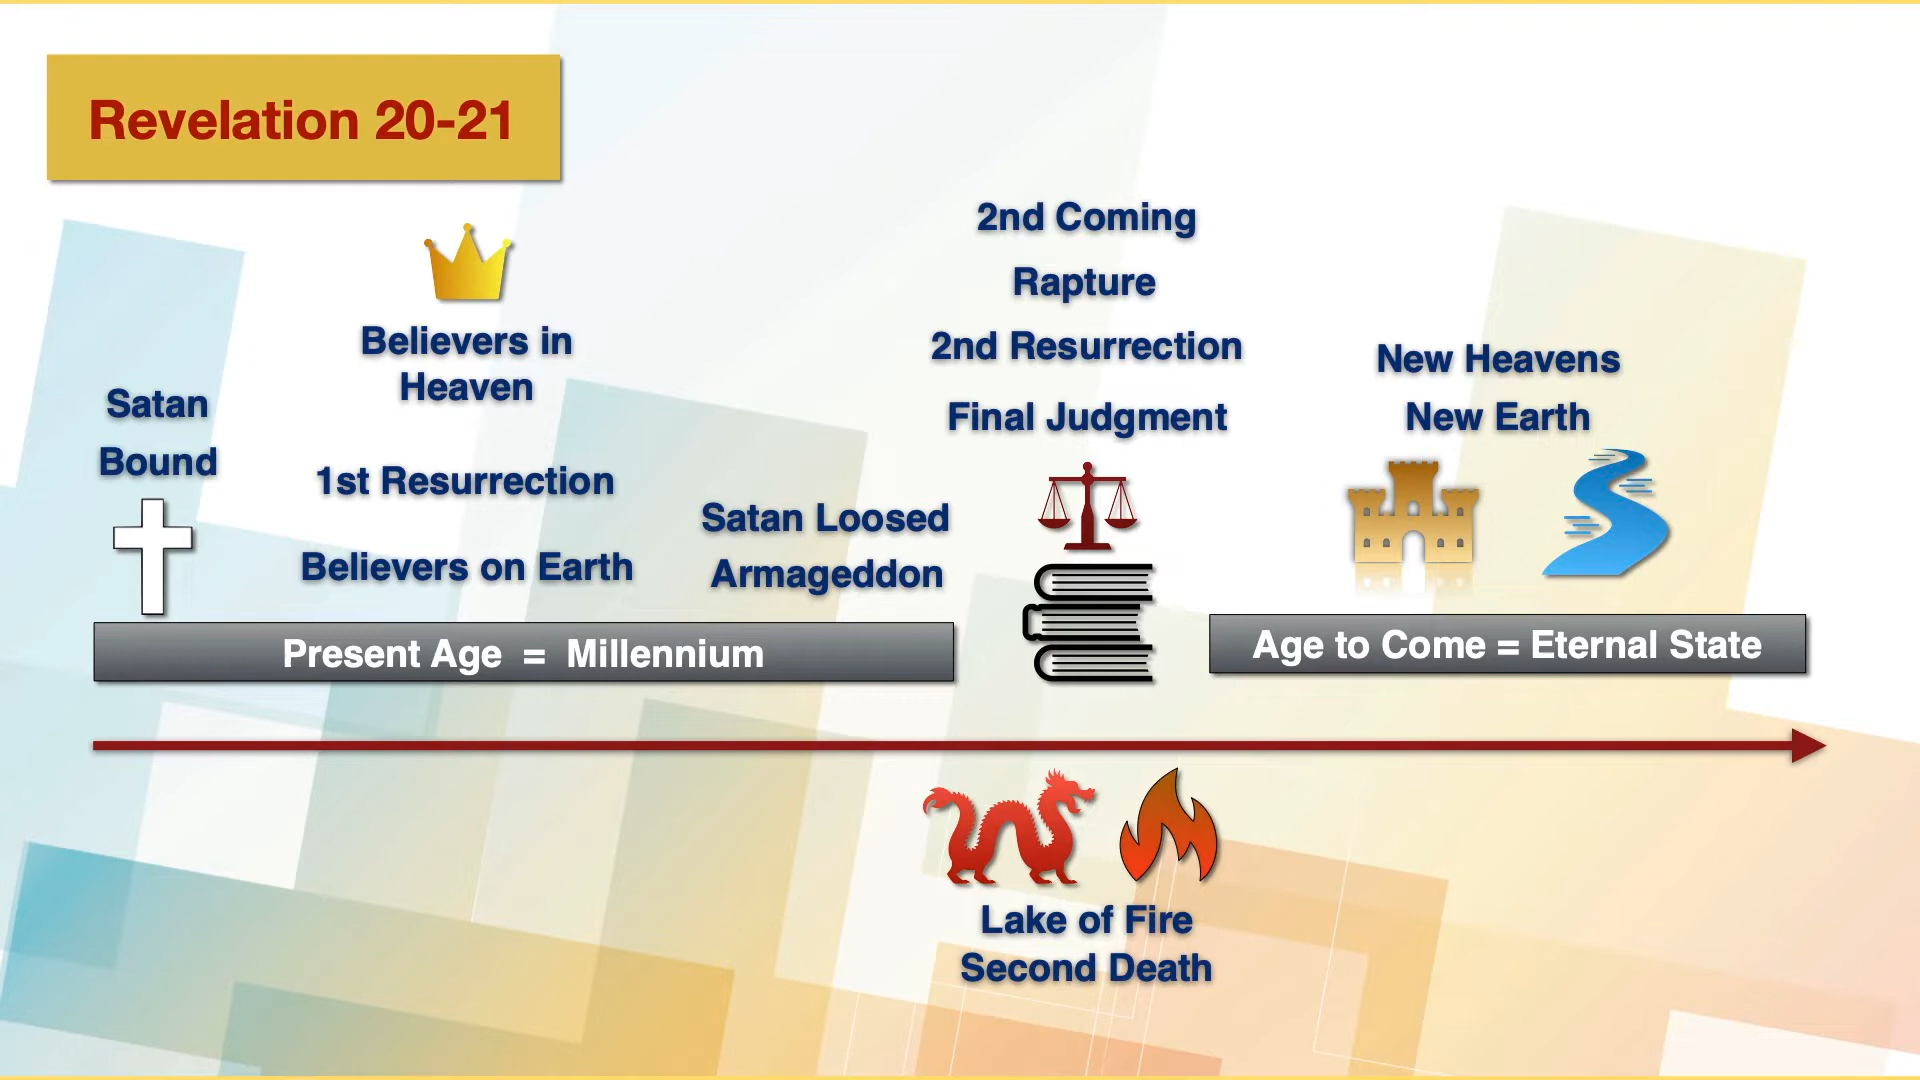 Revelation 20-21
Satan
Bound
Believers in
Heaven
1st Resurrection
Believers on Earth
Satan Loosed
Armageddon
2nd Coming
Rapture
2nd Resurrection
Final Judgment
New Heavens
New Earth
Present Age = Millennium
Age to Come = Eternal State
Lake of Fire
Second Death